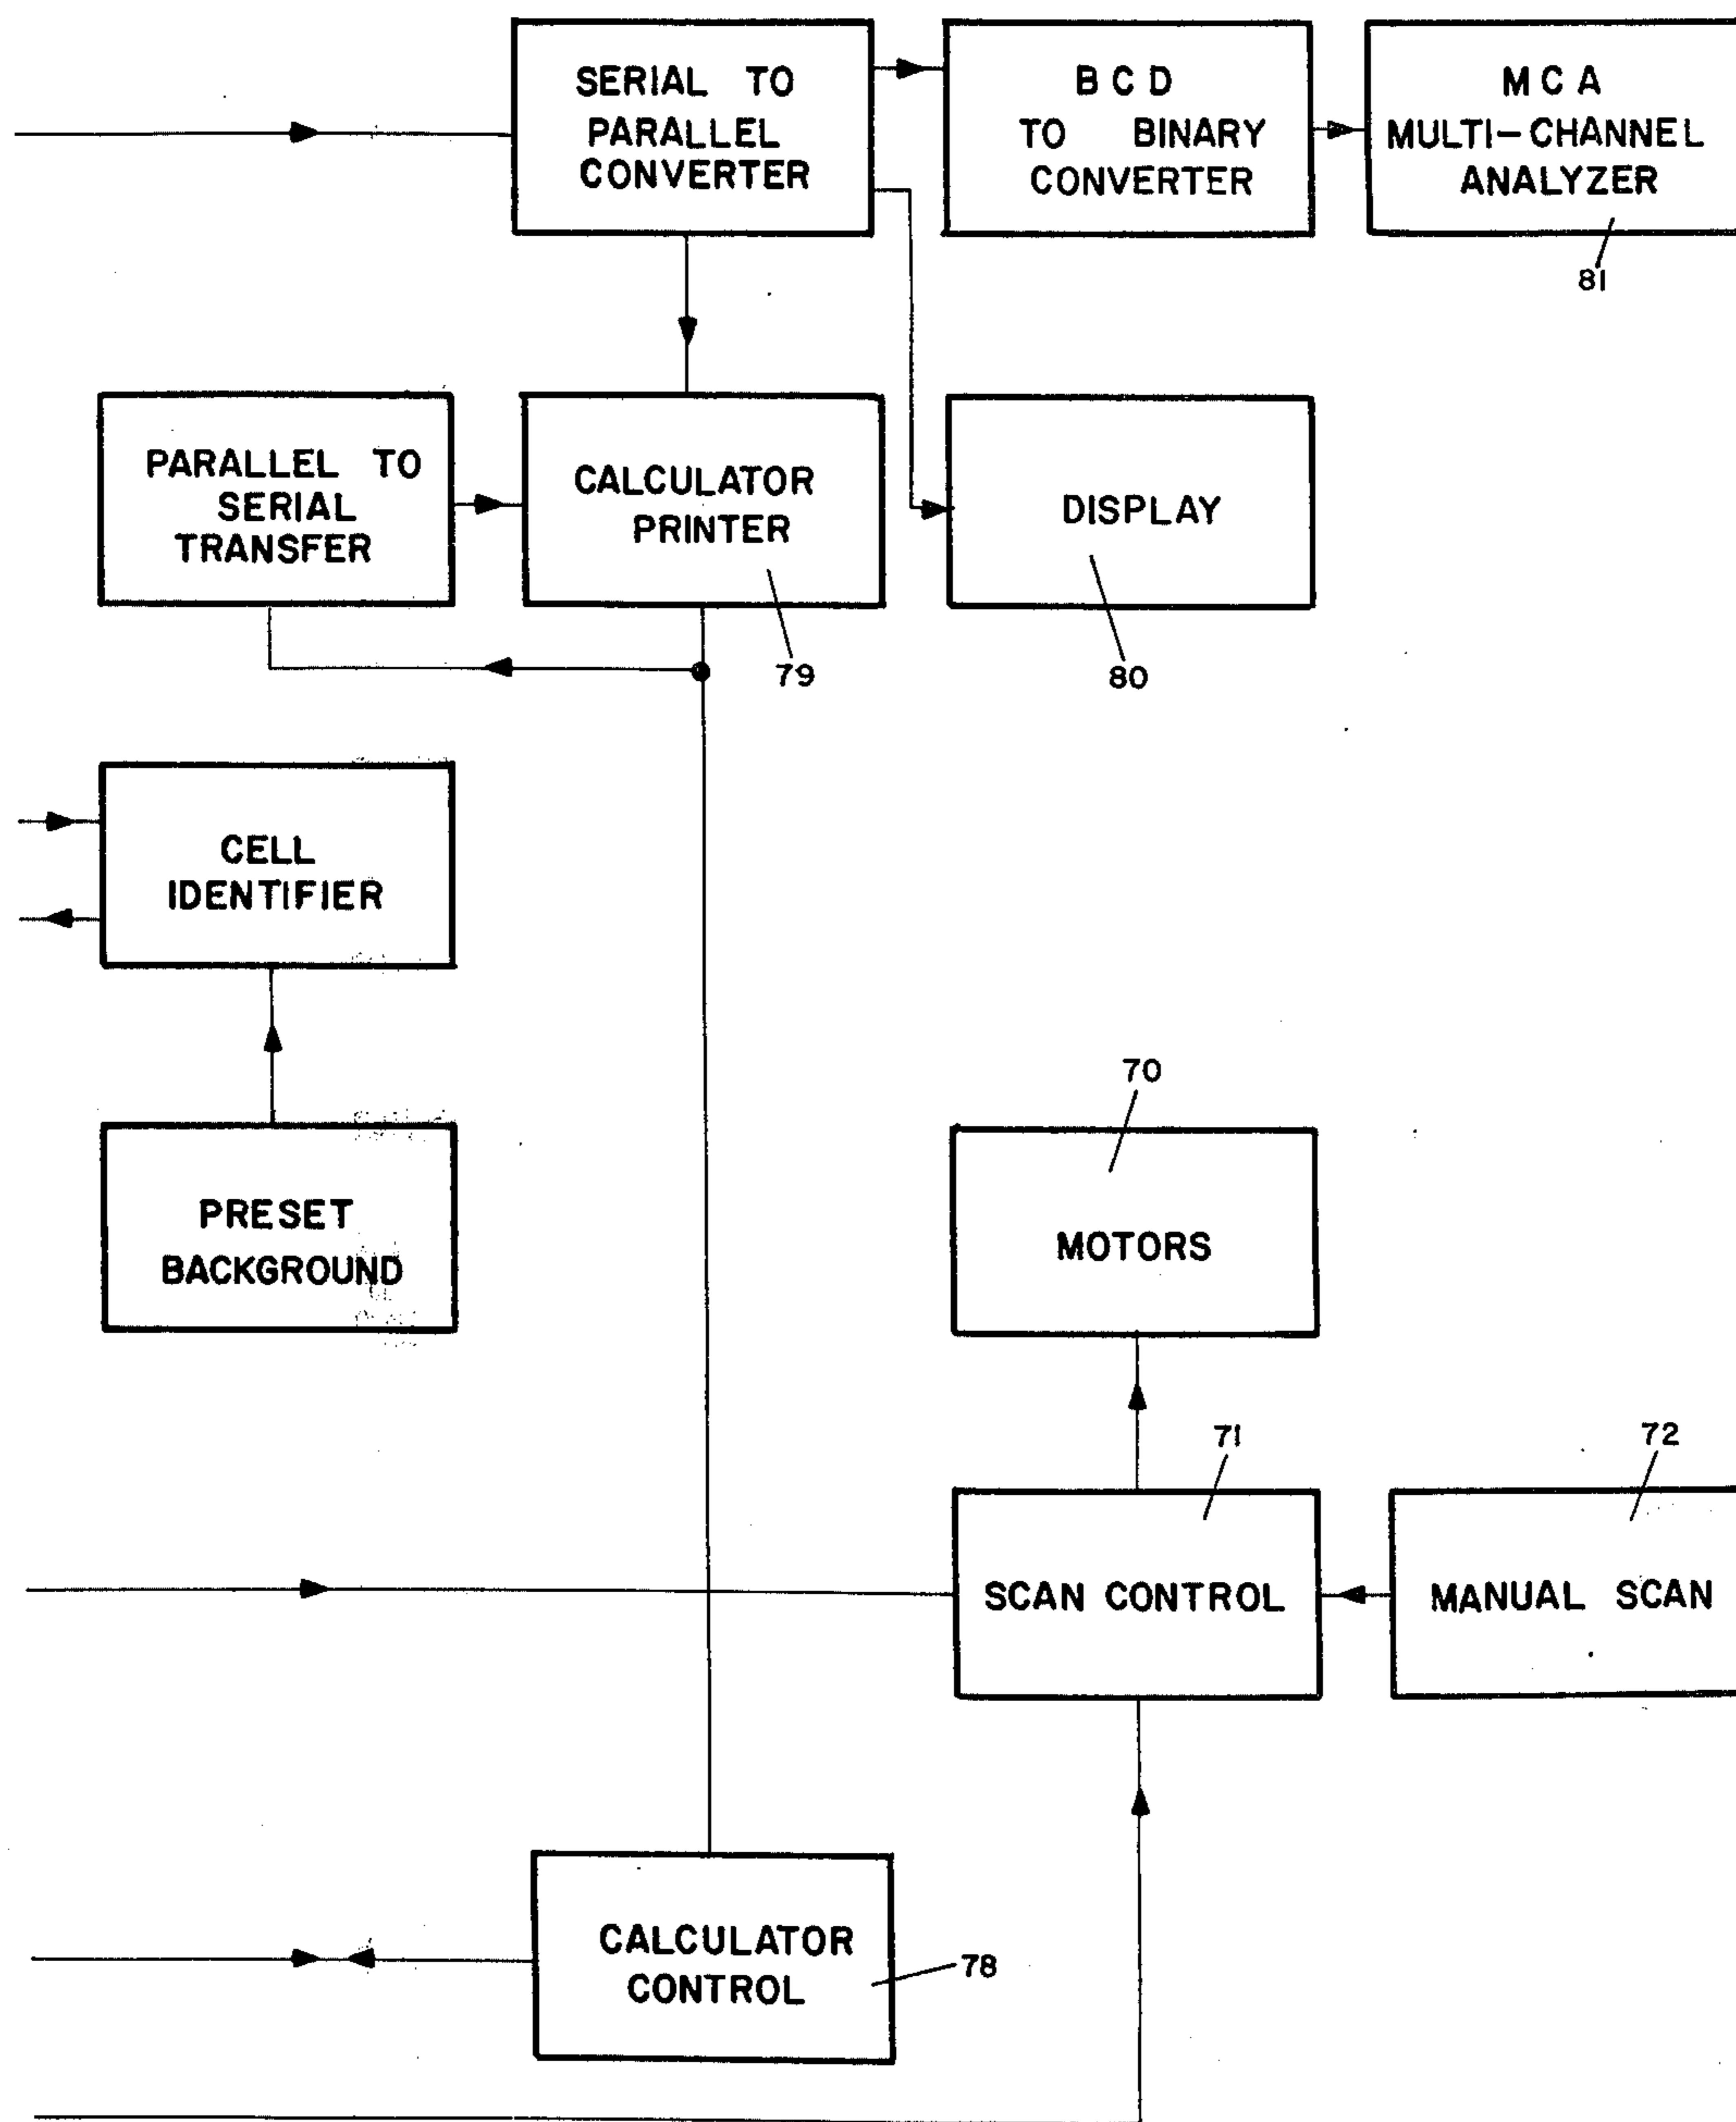 SERIAL TO
PARALLEL
CONVERTER
B C D
TO BINARY
CONVERTER
M C A
MULTI-CHANNEL
ANALYZER
81
PARALLEL TO
SERIAL
TRANSFER
CALCULATOR
PRINTER
79
DISPLAY
80
CELL
IDENTIFIER
PRESET
BACKGROUND
70
MOTORS
71
SCAN CONTROL
72
MANUAL SCAN
CALCULATOR
CONTROL
78